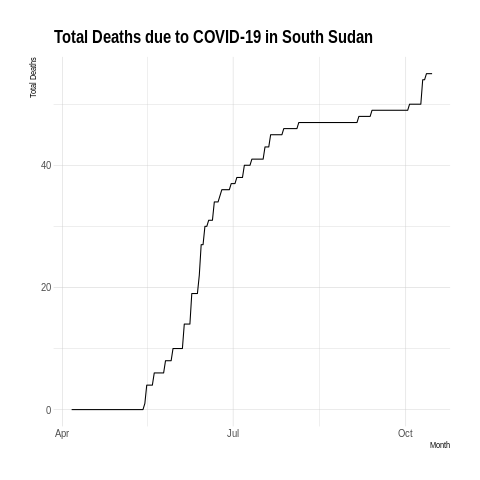 Total Deaths due to COVID-19 in South Sudan
Total Deaths
40
20
0
Apr
Jul
Oct
Month